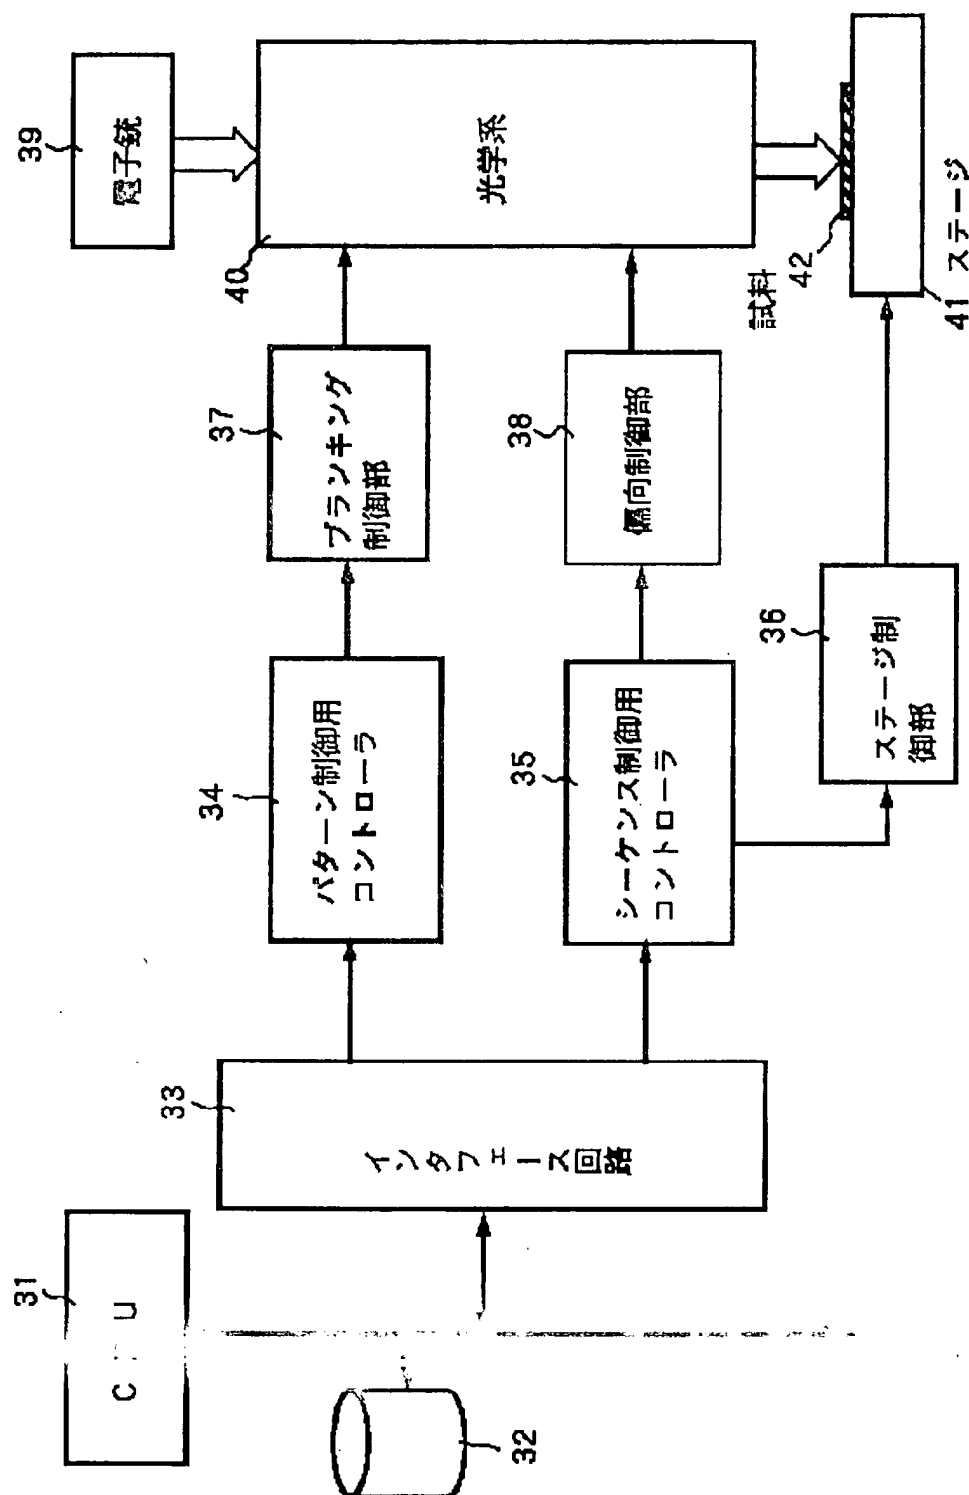 31
C P U
32
33
インタフェース回路
34
パターン制御用
コントローラ
35
シーケンス制御用
コントローラ
36
ステージ制
御部
37
ブランキング
制御部
38
偏向制御部
39
電子銃
40
光学系
試料
42
41 ステージ